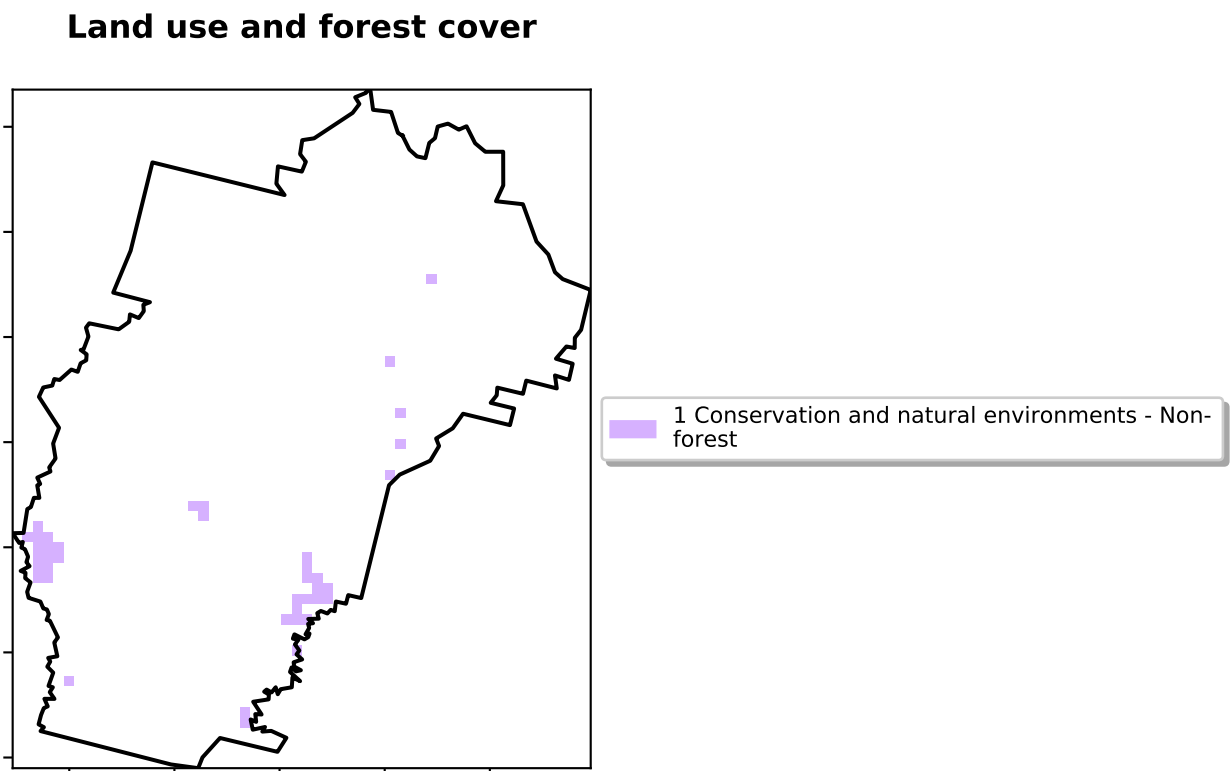 Land use and forest cover
1 Conservation and natural environments - Non-
forest